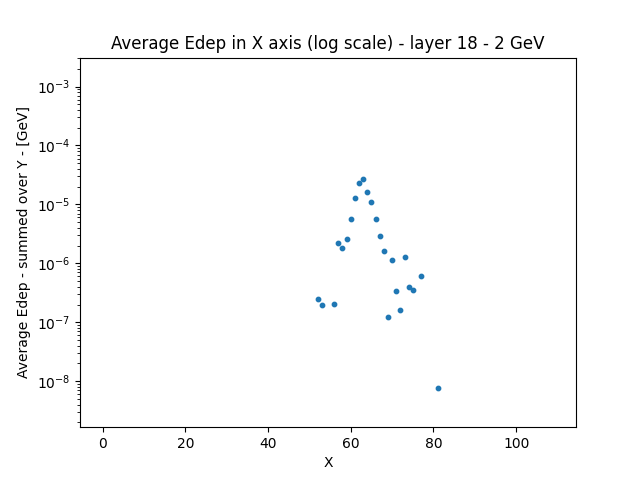 Average Edep in X axis (log scale) - layer 18 - 2 GeV
Average Edep - summed over Y - [GeV]
10⁻³
10⁻⁴
10⁻⁵
10⁻⁶
10⁻⁷
10⁻⁸
0 20 40 60 80 100
X